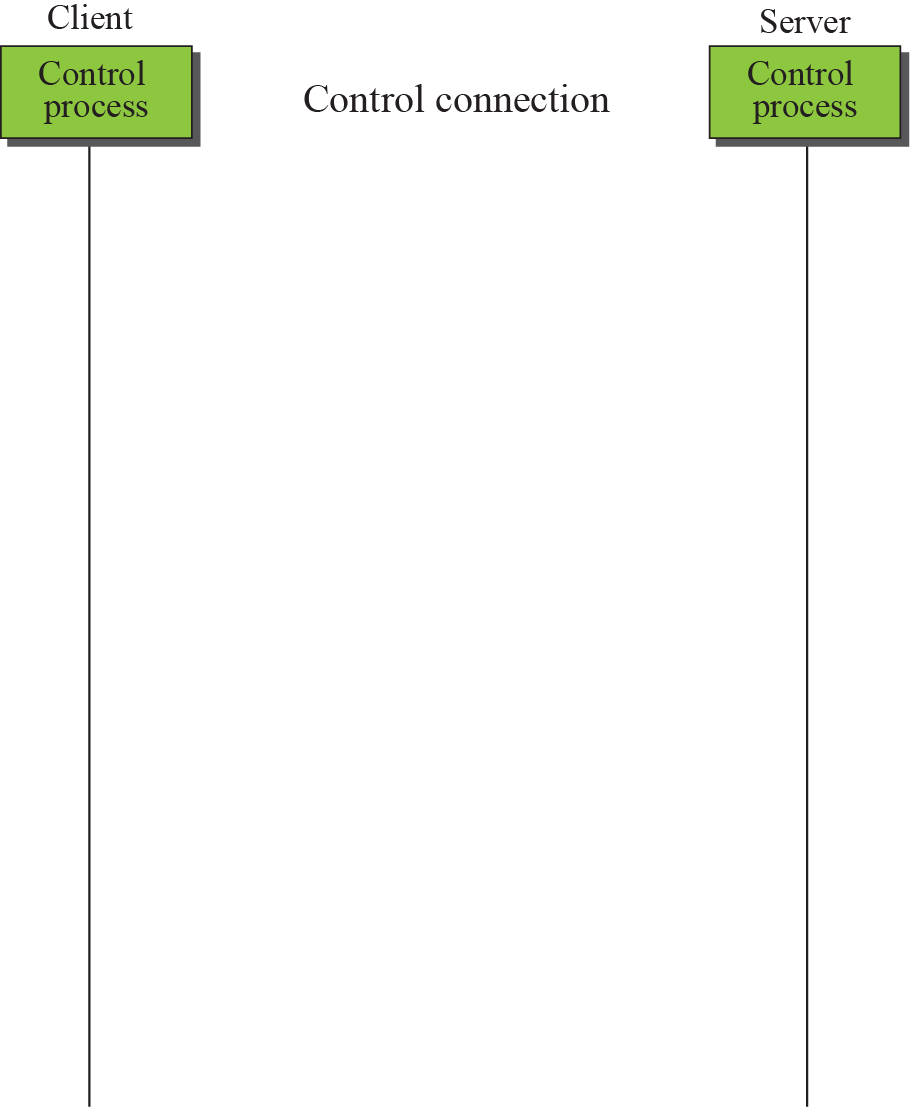 Client
Server
Control
process
Control connection
Control
process